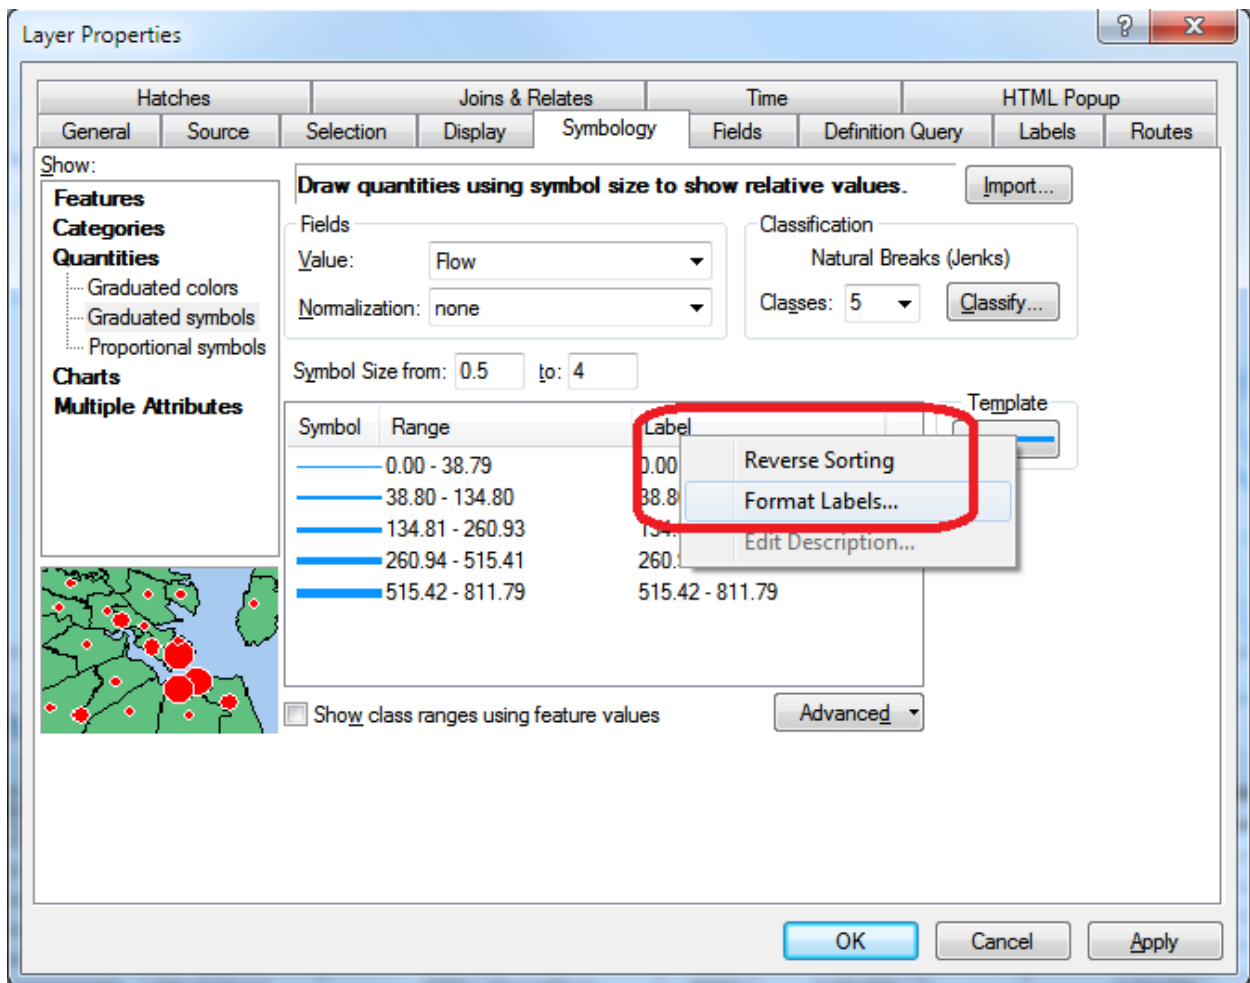 Layer Properties
Hatches Joins & Relates Time HTML Popup
General Source Selection Display Symbology Fields Definition Query Labels Routes
Show:
Features
Categories
Quantities
Graduated colors
Graduated symbols
Proportional symbols
Charts
Multiple Attributes
Draw quantities using symbol size to show relative values.
Import...
Fields
Value: Flow
Normalization: none
Classification
Natural Breaks (Jenks)
Classes: 5 Classify...
Symbol Size from: 0.5 to: 4
Template
Symbol Range Label
0.00 - 38.79 0.00
38.80 - 134.80 38.8
134.81 - 260.93
260.94 - 515.41 260.
515.42 - 811.79 515.42 - 811.79
Reverse Sorting
Format Labels...
Edit Description...
Show class ranges using feature values
Advanced
OK Cancel Apply